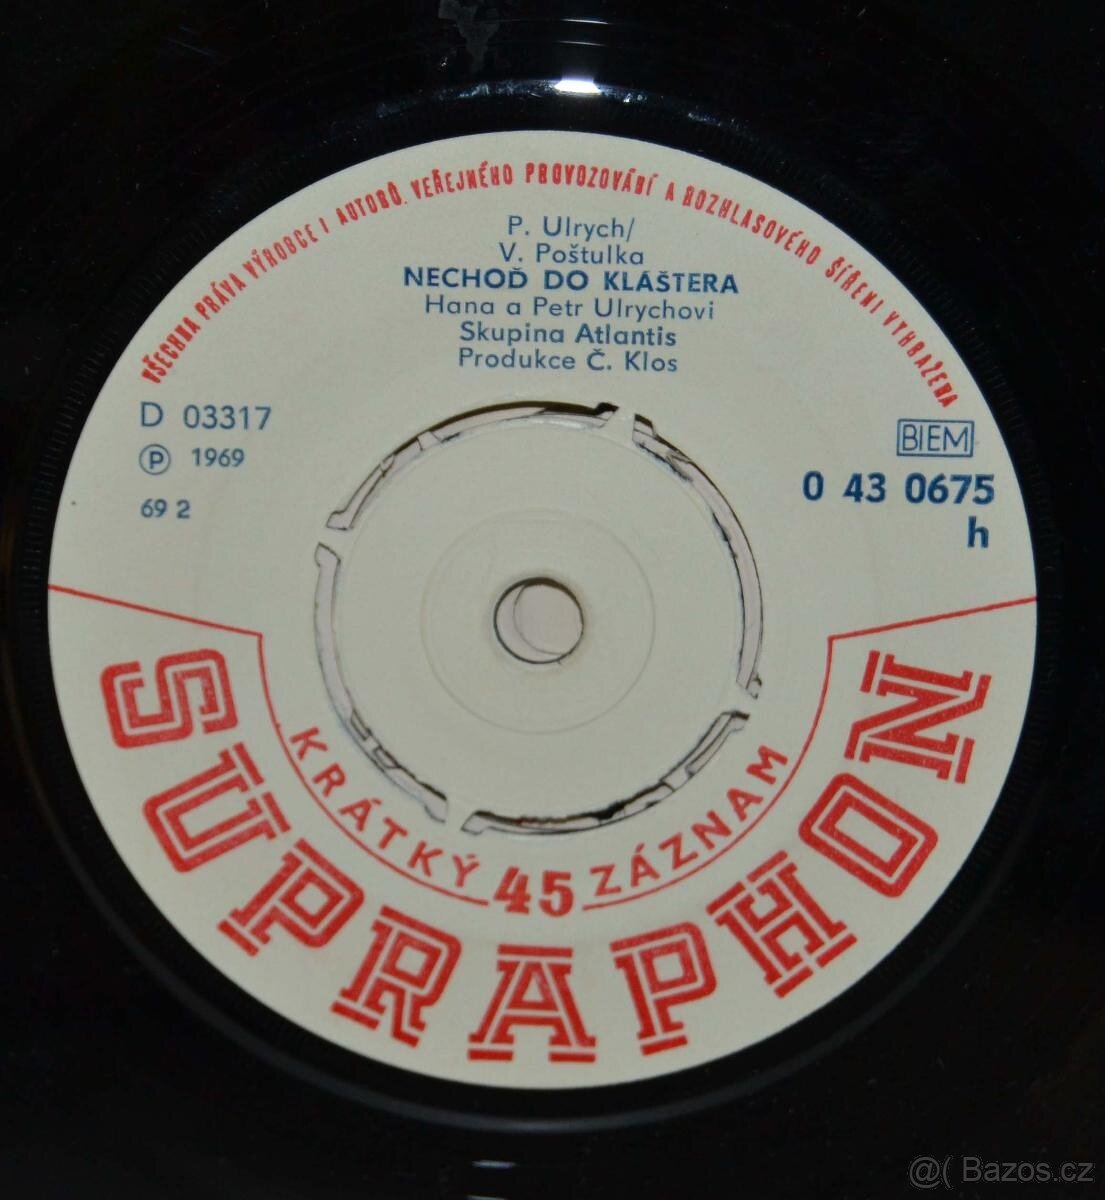 VŠECHNA PRÁVA VÝROBCE I AUTORŮ. VEŘEJNÉHO PROVOZOVÁNÍ A ROZHLASOVÉHO ŠÍŘENÍ VYHRAŽENA
P. Ulrych/
V. Poštulka
NECHOĎ DO KLÁŠTERA
Hana a Petr Ulrychovi
Skupina Atlantis
Produkce Č. Klos
D 03317
Ⓟ 1969
69 2
BIEM
0 43 0675
h
KRÁTKÝ 45 ZÁZNAM
SUPRAPHON
@( Bazos.cz